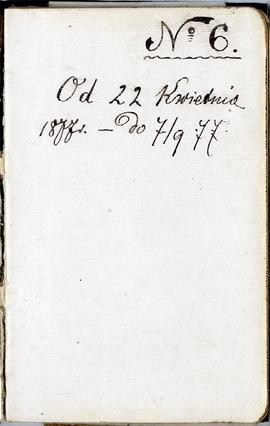 No 6.
Od 22 Kwietnia
1877r. — Do 7/9 77